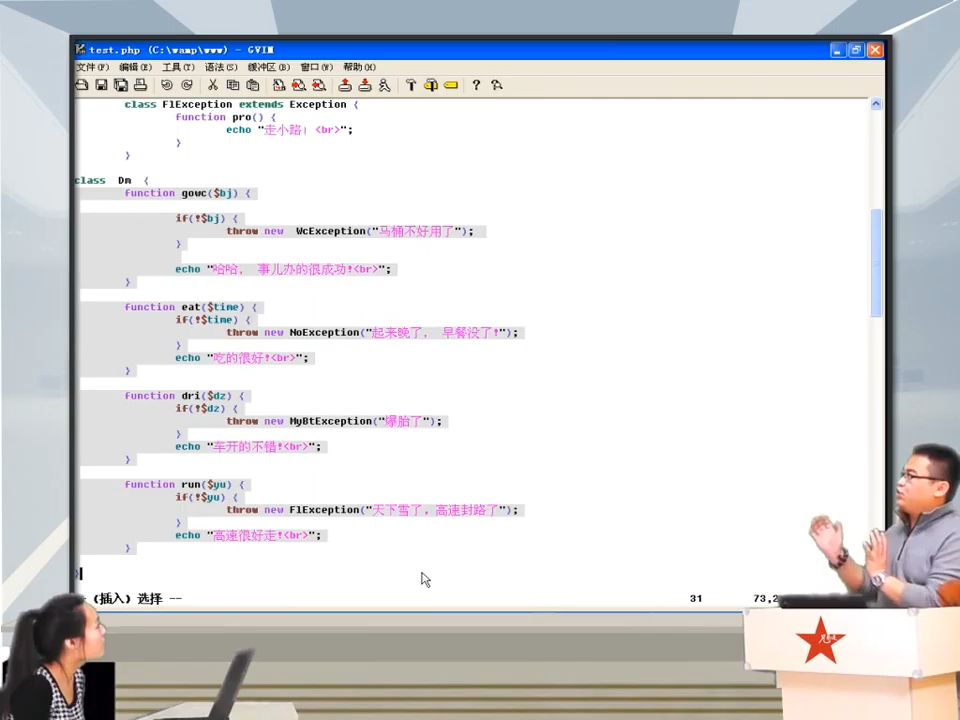 test.php (C:\wamp\www) - GVIM
文件(F) 编辑(E) 工具(T) 语法(S) 缓冲区(B) 窗口(W) 帮助(H)
class FlException extends Exception {
function pro() {
echo "走小路! <br>";
}
}
class Dm {
function gowc($bj) {
if(!$bj) {
throw new WcException("马桶不好用了");
}
echo "哈哈, 事儿办的很成功!<br>";
}
function eat($time) {
if(!$time) {
throw new NoException("起来晚了, 早餐没了!");
}
echo "吃的很好!<br>";
}
function dri($dz) {
if(!$dz) {
throw new MyBtException("爆胎了");
}
echo "车开的不错!<br>";
}
function run($yu) {
if(!$yu) {
throw new FlException("天下雪了,高速封路了");
}
echo "高速很好走!<br>";
}
}
(插入) 选择 -- 31 73,2